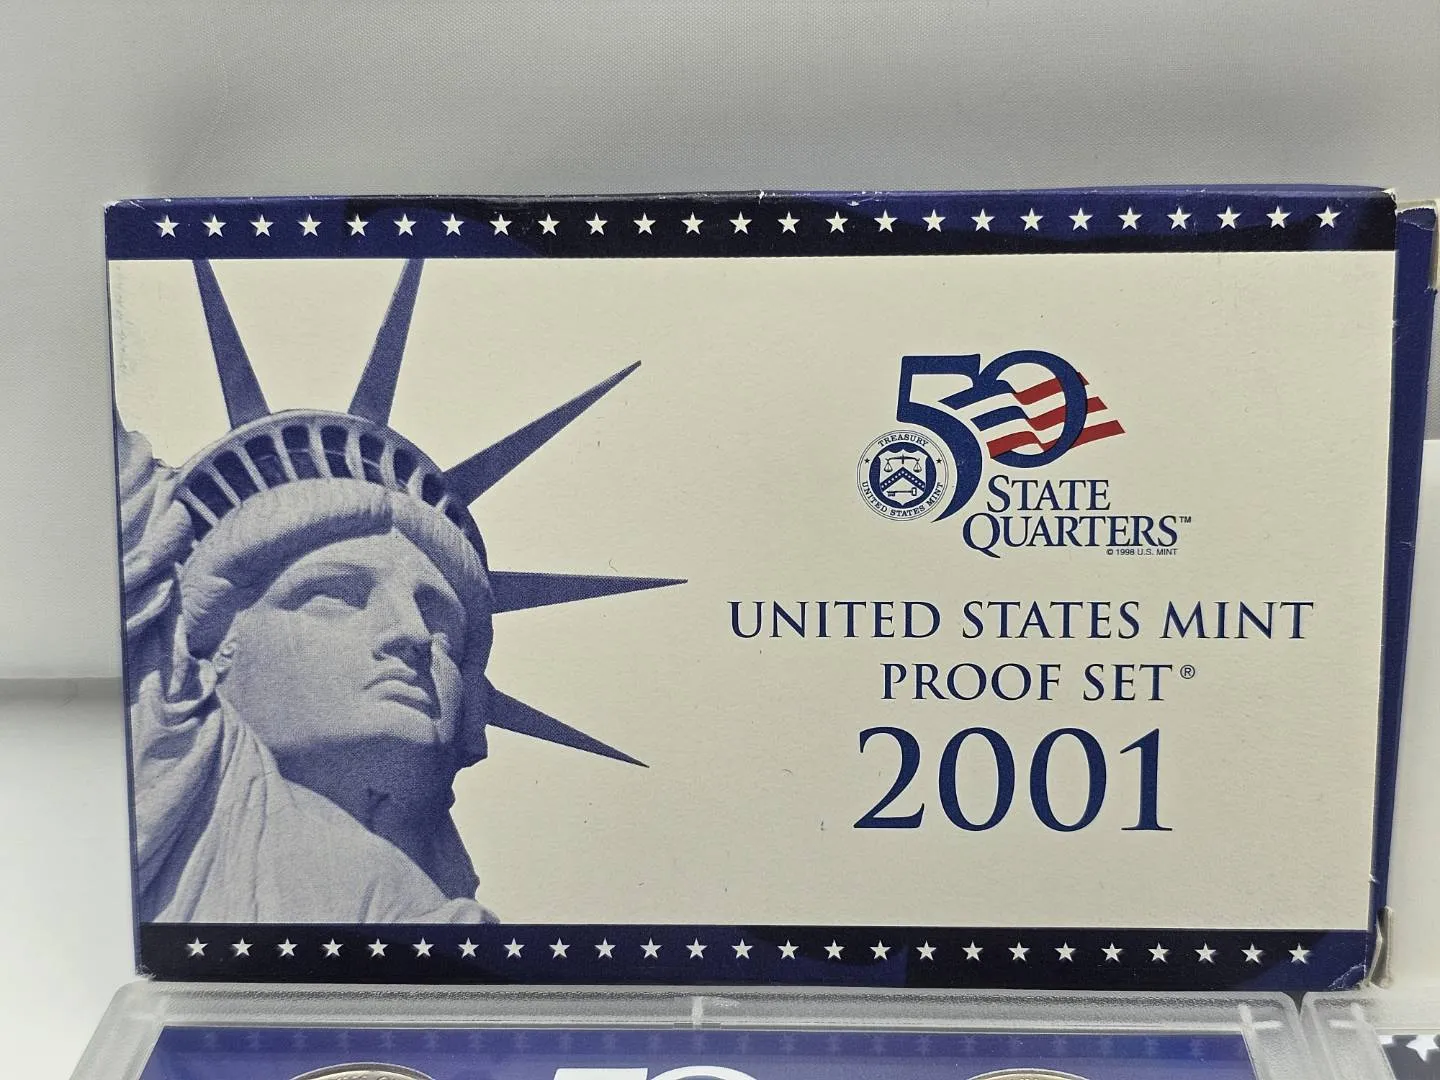 50
TREASURY
UNITED STATES MINT
STATE
QUARTERS™
© 1998 U.S. MINT
UNITED STATES MINT
PROOF SET®
2001